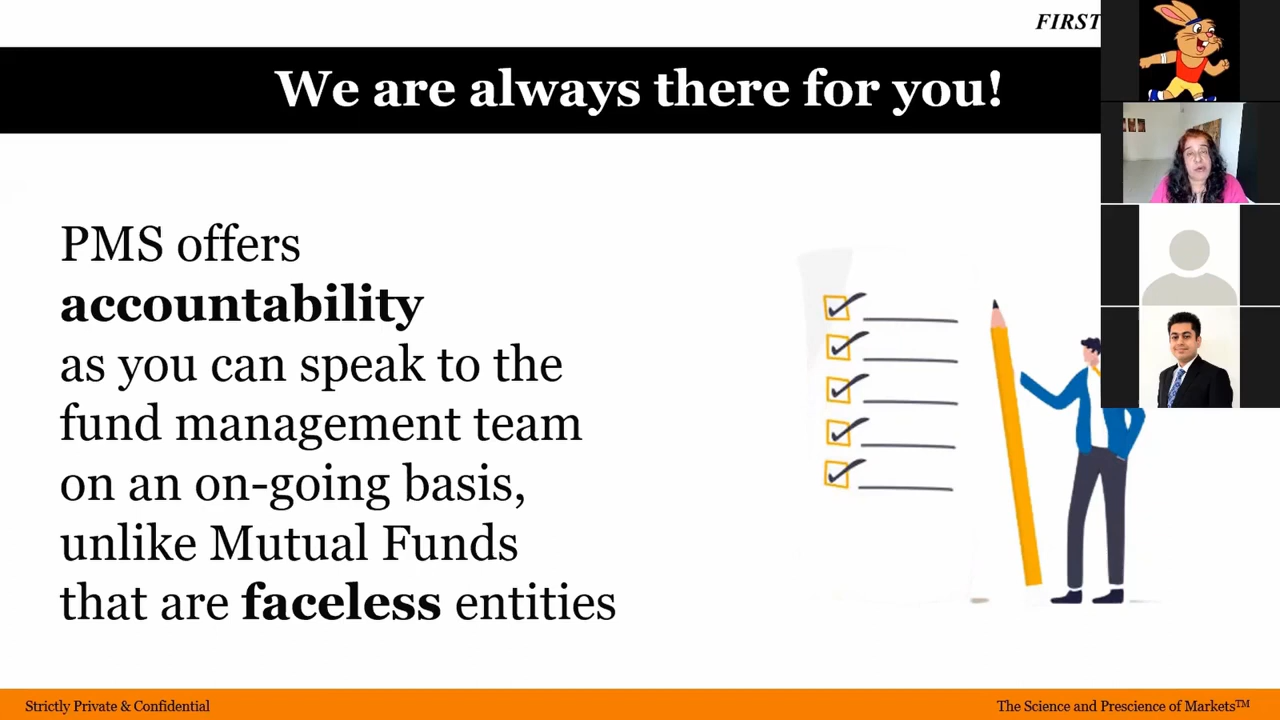 FIRST
We are always there for you!
PMS offers
accountability
as you can speak to the
fund management team
on an on-going basis,
unlike Mutual Funds
that are faceless entities
Strictly Private & Confidential
The Science and Prescience of Markets™